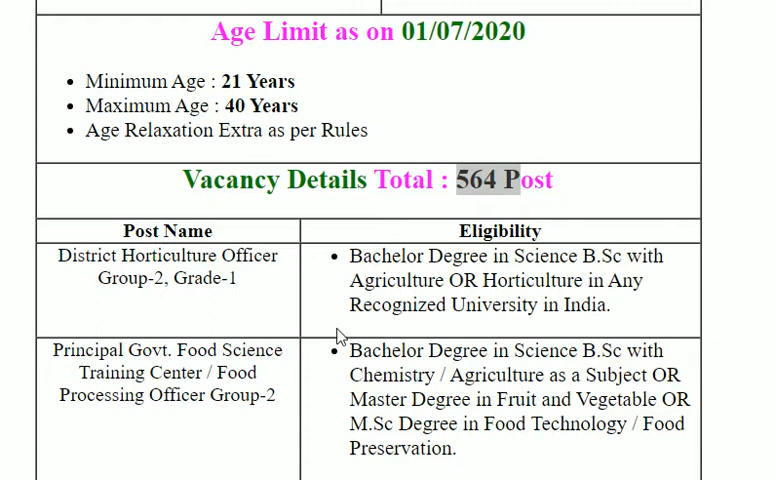 Age Limit as on 01/07/2020
Minimum Age : 21 Years
Maximum Age : 40 Years
Age Relaxation Extra as per Rules
Vacancy Details Total : 564 Post
Post Name
Eligibility
District Horticulture Officer
Group-2, Grade-1
Bachelor Degree in Science B.Sc with
Agriculture OR Horticulture in Any
Recognized University in India.
Principal Govt. Food Science
Training Center / Food
Processing Officer Group-2
Bachelor Degree in Science B.Sc with
Chemistry / Agriculture as a Subject OR
Master Degree in Fruit and Vegetable OR
M.Sc Degree in Food Technology / Food
Preservation.